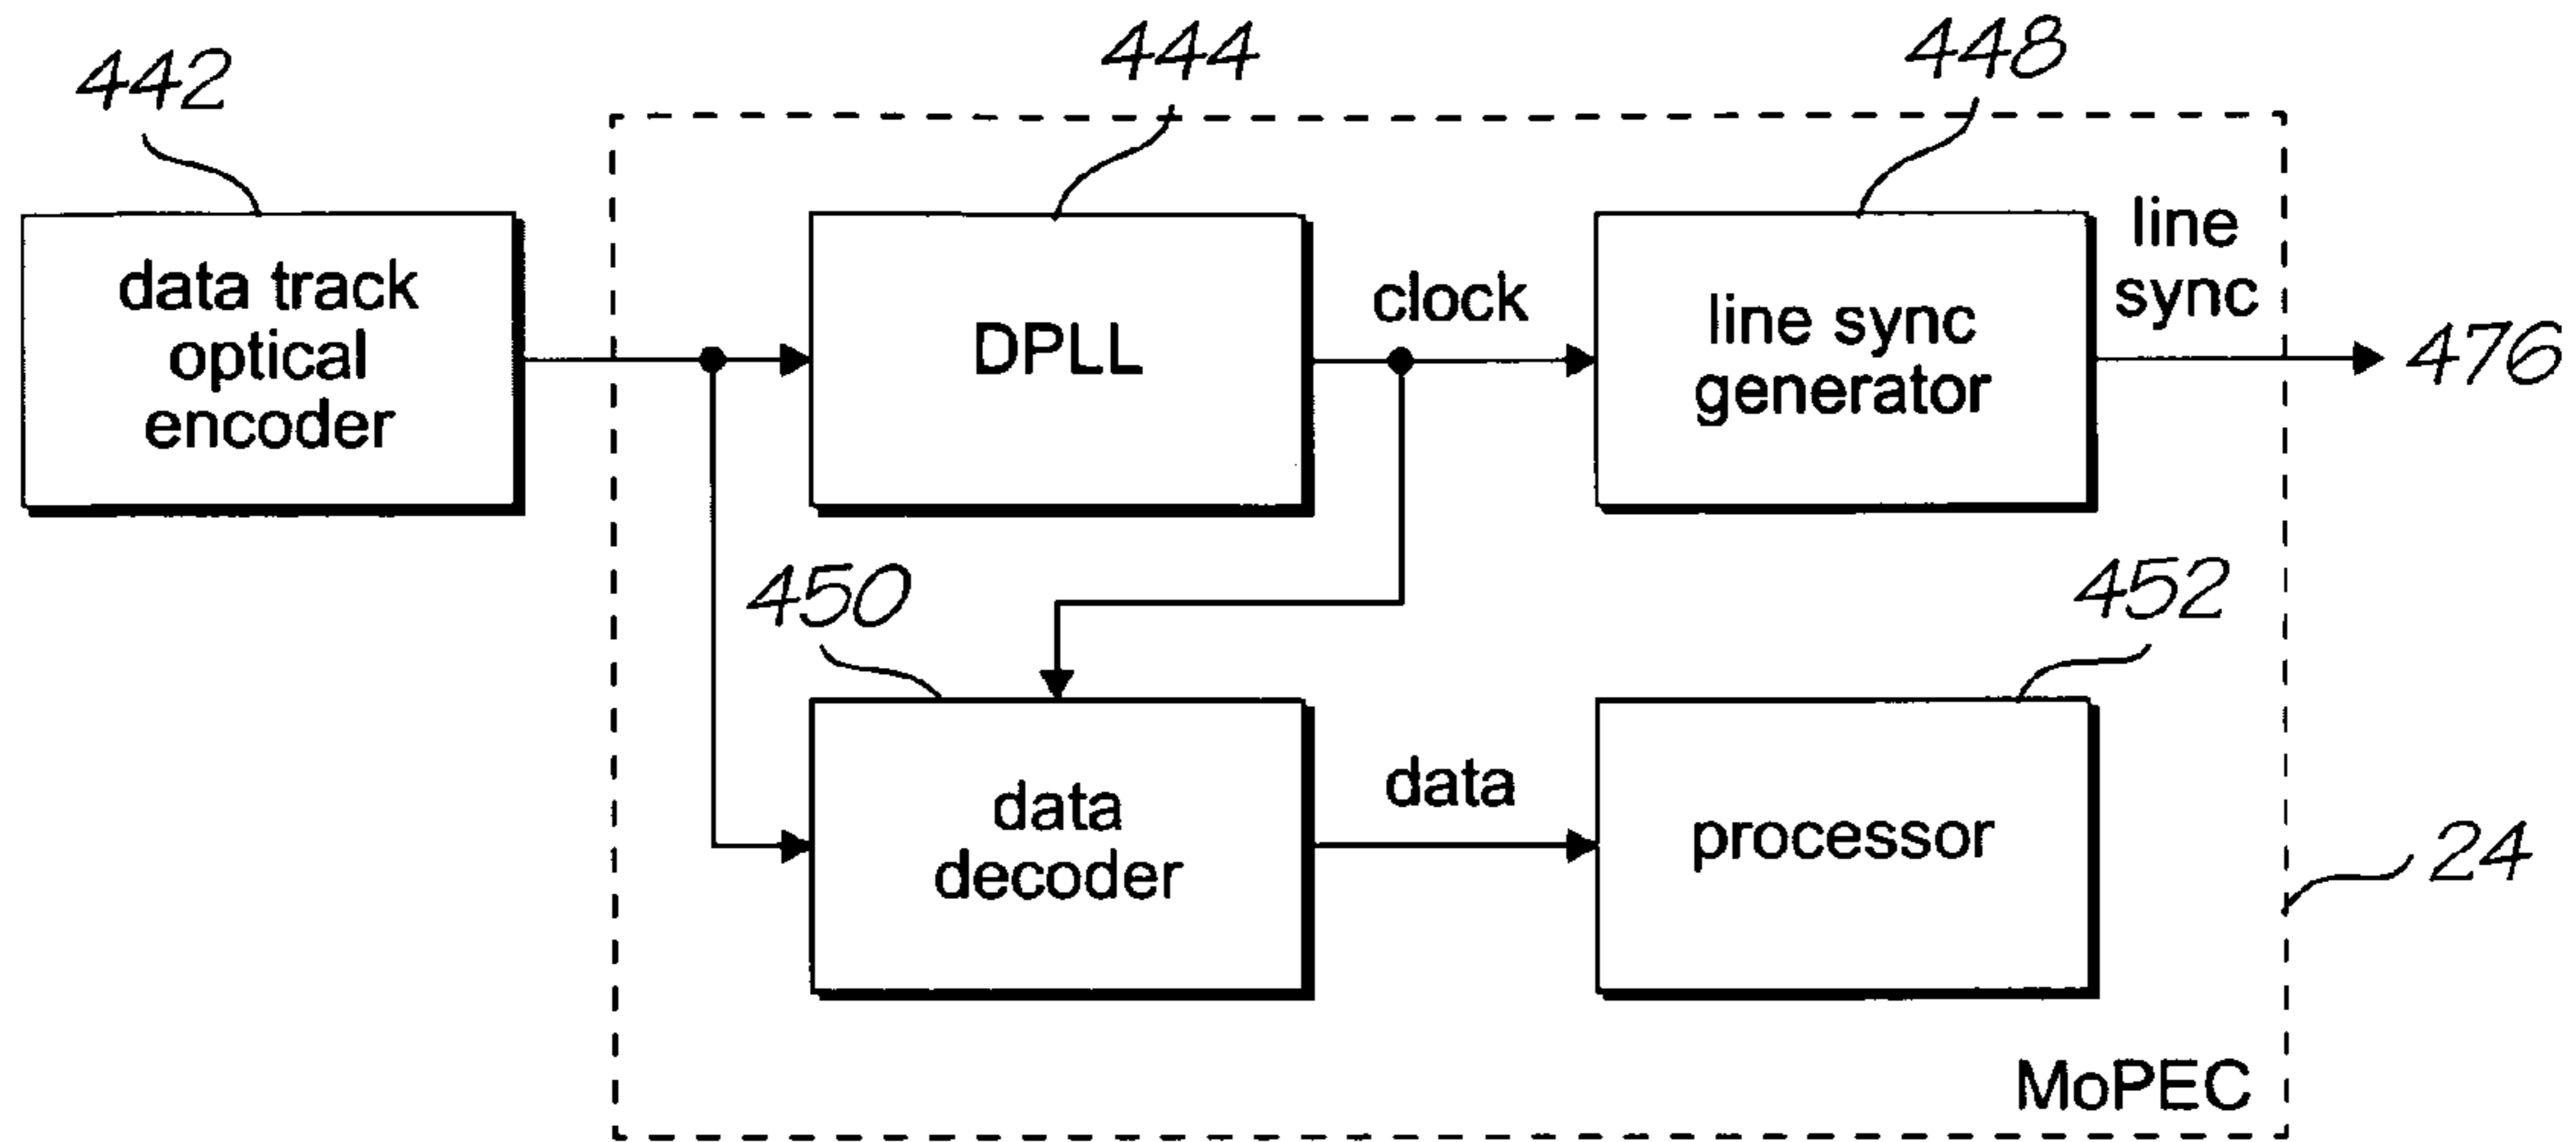 442
444
448
data track
optical
encoder
DPLL
clock
line sync
generator
line
sync
476
450
452
data
decoder
data
processor
24
MoPEC